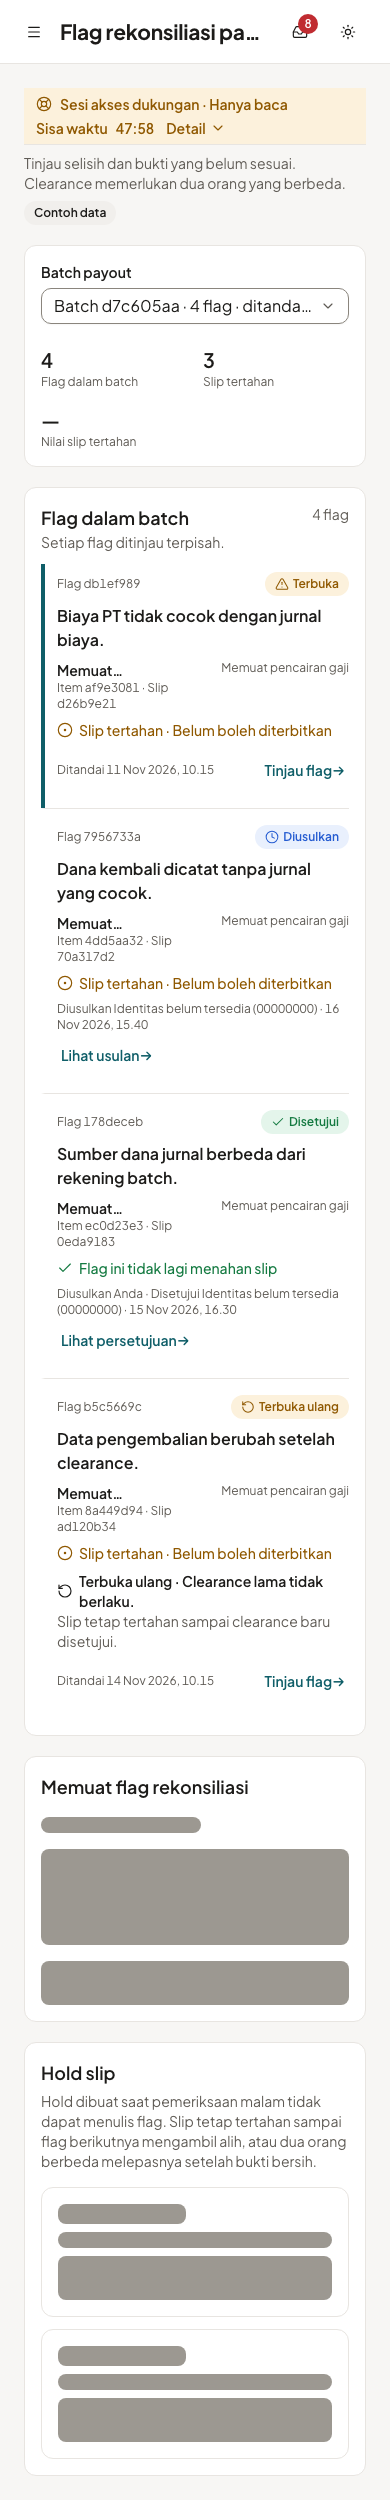 Flag rekonsiliasi pa...
8
Sesi akses dukungan · Hanya baca
Sisa waktu 47:58 Detail
Tinjau selisih dan bukti yang belum sesuai.
Clearance memerlukan dua orang yang berbeda.
Contoh data
Batch payout
Batch d7c605aa · 4 flag · ditanda...
4
Flag dalam batch
3
Slip tertahan
—
Nilai slip tertahan
Flag dalam batch
4 flag
Setiap flag ditinjau terpisah.
Flag db1ef989
Terbuka
Biaya PT tidak cocok dengan jurnal
biaya.
Memuat...
Memuat pencairan gaji
Item af9e3081 · Slip
d26b9e21
Slip tertahan · Belum boleh diterbitkan
Ditandai 11 Nov 2026, 10.15
Tinjau flag→
Flag 7956733a
Diusulkan
Dana kembali dicatat tanpa jurnal
yang cocok.
Memuat...
Memuat pencairan gaji
Item 4dd5aa32 · Slip
70a317d2
Slip tertahan · Belum boleh diterbitkan
Diusulkan Identitas belum tersedia (00000000) · 16
Nov 2026, 15.40
Lihat usulan→
Flag 178deceb
Disetujui
Sumber dana jurnal berbeda dari
rekening batch.
Memuat...
Memuat pencairan gaji
Item ec0d23e3 · Slip
0eda9183
Flag ini tidak lagi menahan slip
Diusulkan Anda · Disetujui Identitas belum tersedia
(00000000) · 15 Nov 2026, 16.30
Lihat persetujuan→
Flag b5c5669c
Terbuka ulang
Data pengembalian berubah setelah
clearance.
Memuat...
Memuat pencairan gaji
Item 8a449d94 · Slip
ad120b34
Slip tertahan · Belum boleh diterbitkan
Terbuka ulang · Clearance lama tidak
berlaku.
Slip tetap tertahan sampai clearance baru
disetujui.
Ditandai 14 Nov 2026, 10.15
Tinjau flag→
Memuat flag rekonsiliasi
Hold slip
Hold dibuat saat pemeriksaan malam tidak
dapat menulis flag. Slip tetap tertahan sampai
flag berikutnya mengambil alih, atau dua orang
berbeda melepasnya setelah bukti bersih.